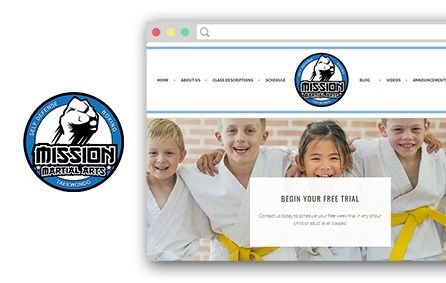 SELF DEFENSE
BOXING
MISSION
MARTIAL ARTS
TAEKWONDO
HOME • ABOUT US • CLASS DESCRIPTIONS • SCHEDULE
MISSION
MARTIAL ARTS
TAEKWONDO
BLOG • VIDEOS • ANNOUNCEMENT
BEGIN YOUR FREE TRIAL
Contact us today to schedule your free week trial in any of our
child or adult level classes!